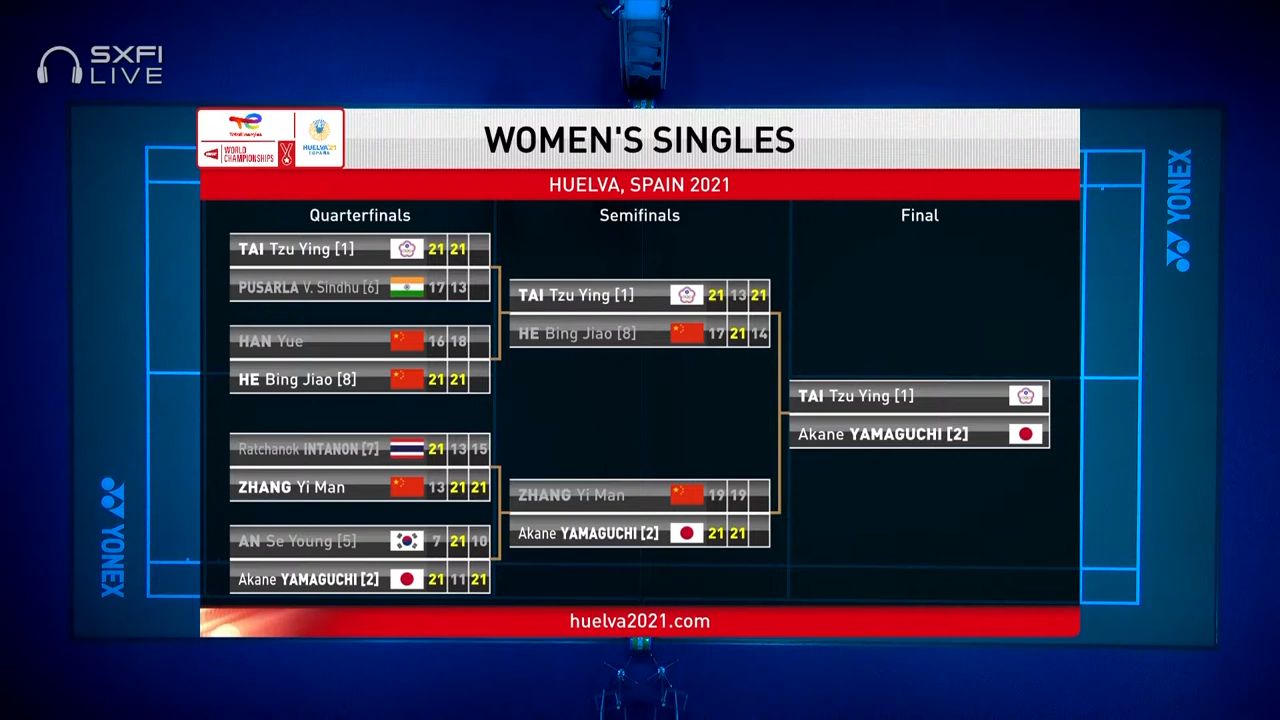 SXFI
LIVE
TotalEnergies
WORLD
CHAMPIONSHIPS
HUELVA'21
ESPAÑA
WOMEN'S SINGLES
HUELVA, SPAIN 2021
Quarterfinals
Semifinals
Final
TAI Tzu Ying [1] 21 21
PUSARLA V. Sindhu [6] 17 13
HAN Yue 16 18
HE Bing Jiao [8] 21 21
Ratchanok INTANON [7] 21 13 15
ZHANG Yi Man 13 21 21
AN Se Young [5] 7 21 10
Akane YAMAGUCHI [2] 21 11 21
TAI Tzu Ying [1] 21 13 21
HE Bing Jiao [8] 17 21 14
ZHANG Yi Man 19 19
Akane YAMAGUCHI [2] 21 21
TAI Tzu Ying [1]
Akane YAMAGUCHI [2]
huelva2021.com
YONEX
YONEX